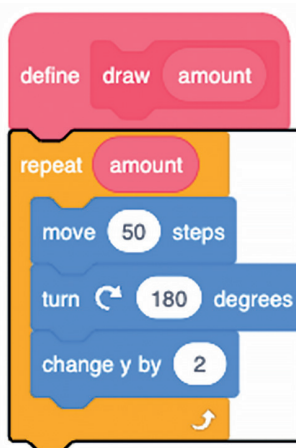 define draw amount
repeat amount
move 50 steps
turn 180 degrees
change y by 2